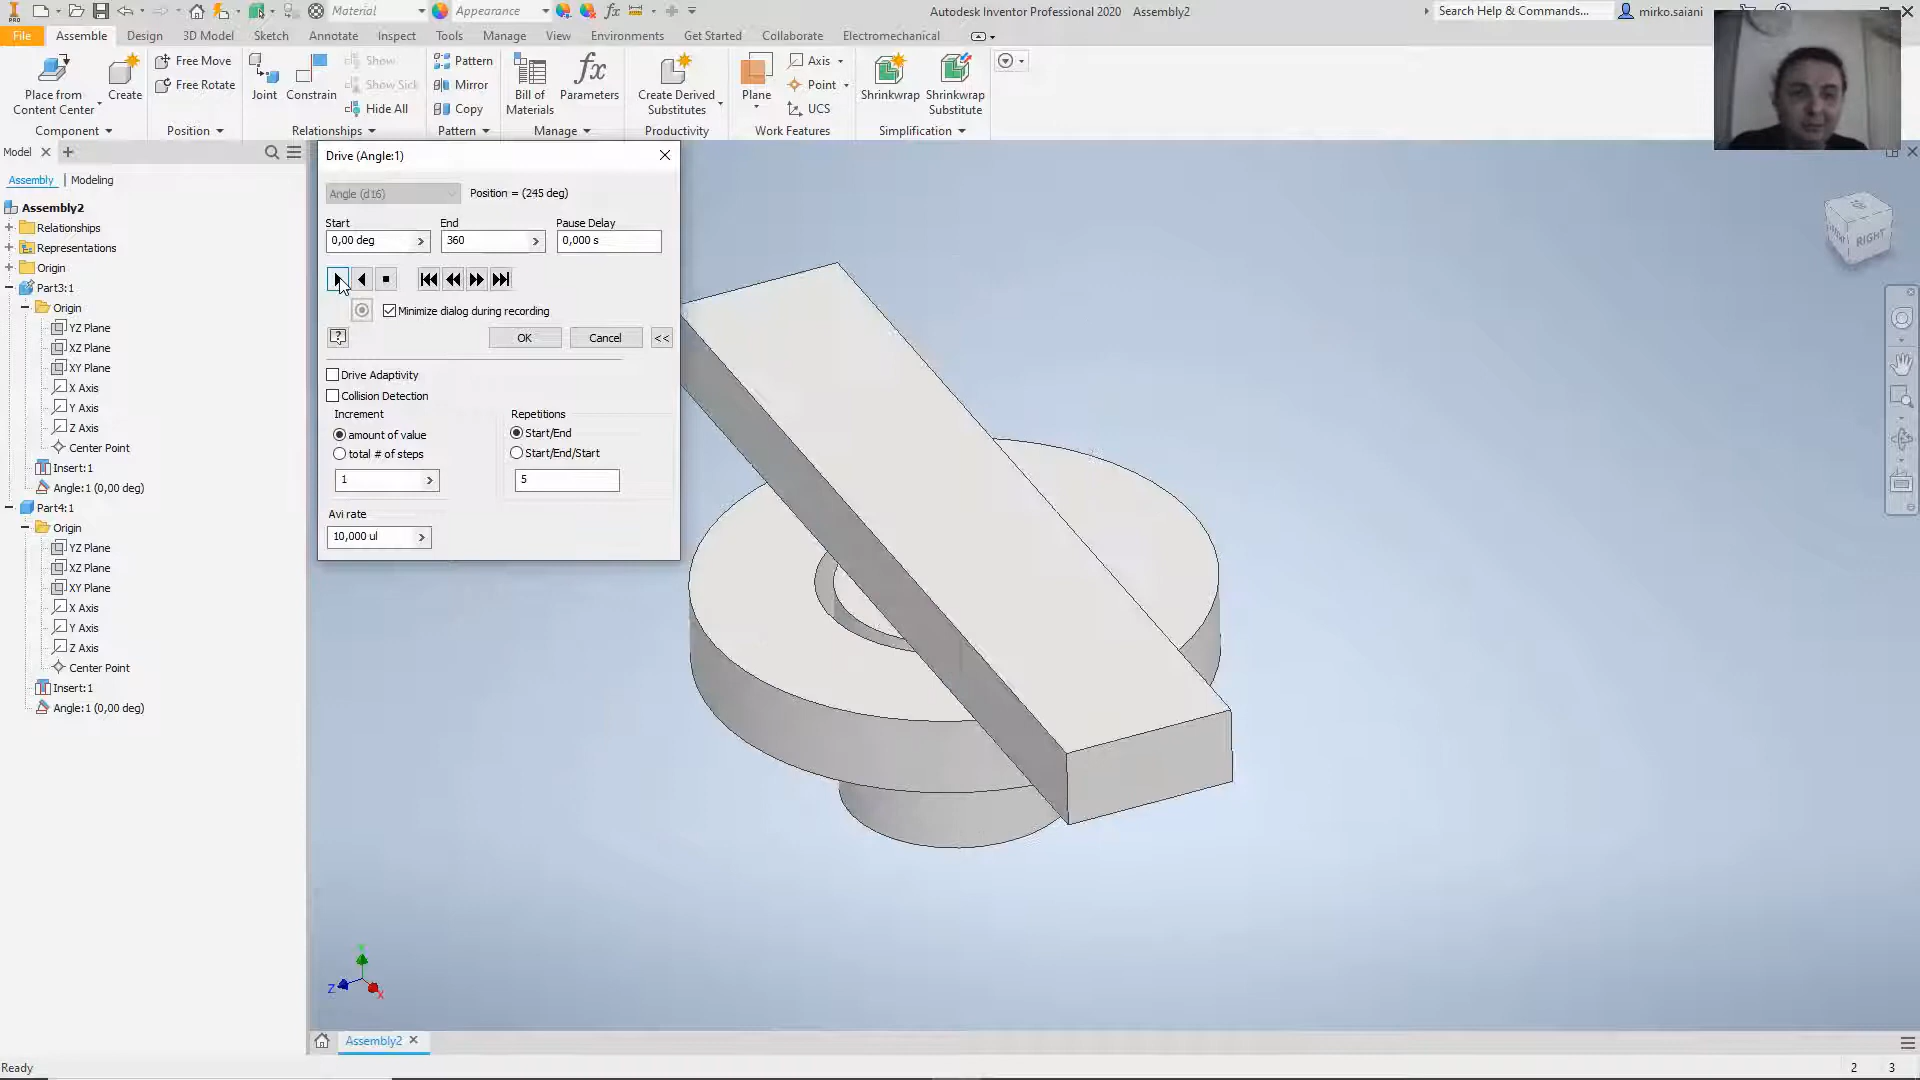 Material
Appearance
Autodesk Inventor Professional 2020 Assembly2
Search Help & Commands...
mirko.saiani
PRO
File
Assemble
Design
3D Model
Sketch
Annotate
Inspect
Tools
Manage
View
Environments
Get Started
Collaborate
Electromechanical
Place from
Content Center
Create
Free Move
Free Rotate
Joint
Constrain
Show
Show Sick
Hide All
Pattern
Mirror
Copy
Bill of
Materials
fx
Parameters
Create Derived
Substitutes
Plane
Axis
Point
UCS
Shrinkwrap
Shrinkwrap
Substitute
Component
Position
Relationships
Pattern
Manage
Productivity
Work Features
Simplification
Model
Assembly
Modeling
Assembly2
Relationships
Representations
Origin
Part3:1
Origin
YZ Plane
XZ Plane
XY Plane
X Axis
Y Axis
Z Axis
Center Point
Insert:1
Angle:1 (0,00 deg)
Part4:1
Origin
YZ Plane
XZ Plane
XY Plane
X Axis
Y Axis
Z Axis
Center Point
Insert:1
Angle:1 (0,00 deg)
Drive (Angle:1)
Angle (d16)
Position = (245 deg)
Start
End
Pause Delay
0,00 deg
360
0,000 s
Minimize dialog during recording
OK
Cancel
<<
Drive Adaptivity
Collision Detection
Increment
Repetitions
amount of value
Start/End
total # of steps
Start/End/Start
1
5
Avi rate
10,000 ul
RIGHT
Z
X
Assembly2
Ready
2
3